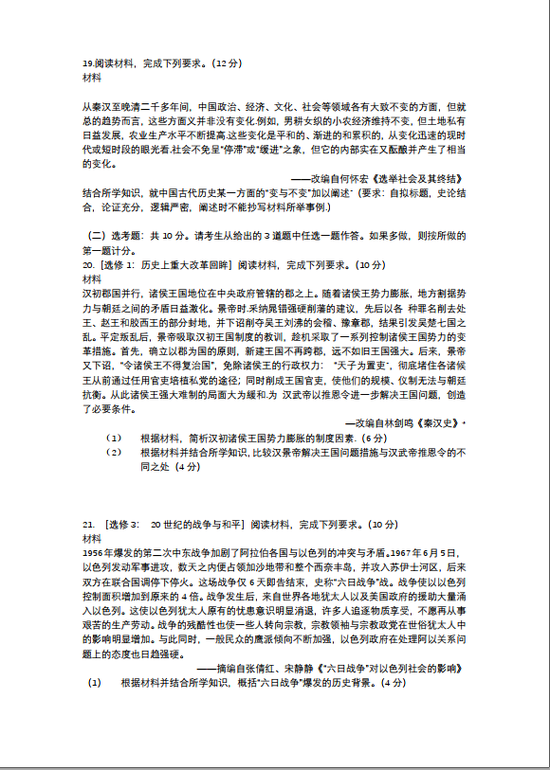 19.阅读材料，完成下列要求。（12 分）
材料
从秦汉至晚清二千多年间，中国政治、经济、文化、社会等领域各有大致不变的方面，但就
总的趋势而言，这些方面又并非没有变化.例如，男耕女织的小农经济维持不变，但土地私有
日益发展，农业生产水平不断提高.这些变化是平和的、渐进的和累积的，从变化迅速的现时
代或短时段的眼光看.社会不免呈“停滞”或“缓进”之象，但它的内部实在又酝酿并产生了相当
的变化。
——改编自何怀宏《选举社会及其终结》
结合所学知识，就中国古代历史某一方面的“变与不变”加以阐述”（要求：自拟标题，史论结
合，论证充分，逻辑严密，阐述时不能抄写材料所举事例.）
（二）选考题：共 10 分。请考生从给出的 3 道题中任选一题作答。如果多做，则按所做的
第一题计分。
20.［选修 1：历史上重大改革回眸］阅读材料，完成下列要求。（10 分）
材料
汉初郡国并行，诸侯王国地位在中央政府管辖的郡之上。随着诸侯王势力膨胀，地方割据势
力与朝廷之间的矛盾日益激化。景帝时.采纳晁错强硬削藩的建议，先后以各 种罪名削去处
王、赵王和胶西王的部分封地，并下诏削夺吴王刘沸的会稽、豫章郡，结果引发吴楚七国之
乱。平定叛乱后，景帝吸取汉初王国制度的教训，趁机采取了一系列控制诸侯王国势力的变
革措施。首先，确立以郡为国的原则，新建王国不再跨郡，远不如旧王国强大。后来，景帝
又下诏，“令诸侯王不得复治国”，免除诸侯王的行政权力： “天子为置吏”，彻底堵住各诸侯
王从前通过任用官吏培植私党的途径；同时削成王国官吏，使他们的规模、仪制无法与朝廷
抗衡。从此诸侯王强大难制的局面大为缓和.为 汉武帝以推恩令进一步解决王国问题，创造
了必要条件。
—改编自林剑鸣《秦汉史》•
（1） 根据材料，简析汉初诸侯王国势力膨胀的制度因素.（6 分）
（2） 根据材料并结合所学知识，比较汉景帝解决王国问题措施与汉武帝推恩令的不
同之处（4 分）
21. ［选修 3： 20 世纪的战争与和平］阅读材料，完成下列要求。（10 分）
材料
1956年爆发的第二次中东战争加剧了阿拉伯各国与以色列的冲突与矛盾。1967 年 6 月 5 日，
以色列发动军事进攻，数天之内便占领加沙地带和整个西奈丰岛，并攻入苏伊士河区，后来
双方在联合国调停下停火。这场战争仅 6 天即告结束，史称“六日战争”战。战争使以以色列
控制面积增加到原来的 4 倍。战争发生后，来自世界各地犹太人以及美国政府的援助大量涌
入以色列。这使以色列犹太人原有的忧患意识明显消退，许多人追逐物质享受，不愿再从事
艰苦的生产劳动。战争的残酷性也使一些人转向宗教，宗教领袖与宗教政党在世俗犹太人中
的影响明显增加。与此同时，一般民众的鹰派倾向不断加强，以色列政府在处理阿以关系问
题上的态度也日趋强硬。
——摘编自张倩红、宋静静《“六日战争”对以色列社会的影响》
（1） 根据材料并结合所学知识，概括“六日战争”爆发的历史背景。（4 分）